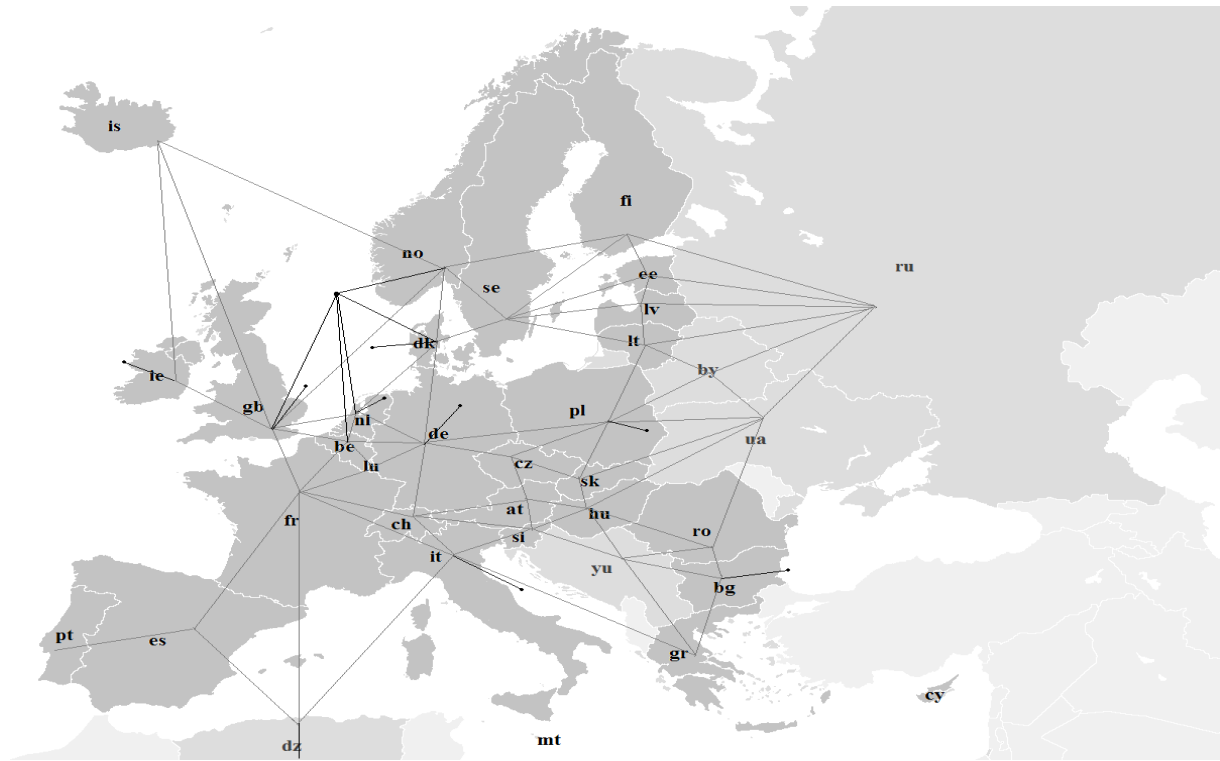 is
fi
no
ru
ee
se
lv
lt
dk
by
ie
gb
nl
pl
de
be
ua
lu
cz
sk
at
hu
fr
ch
si
ro
it
yu
bg
pt
es
gr
cy
mt
dz